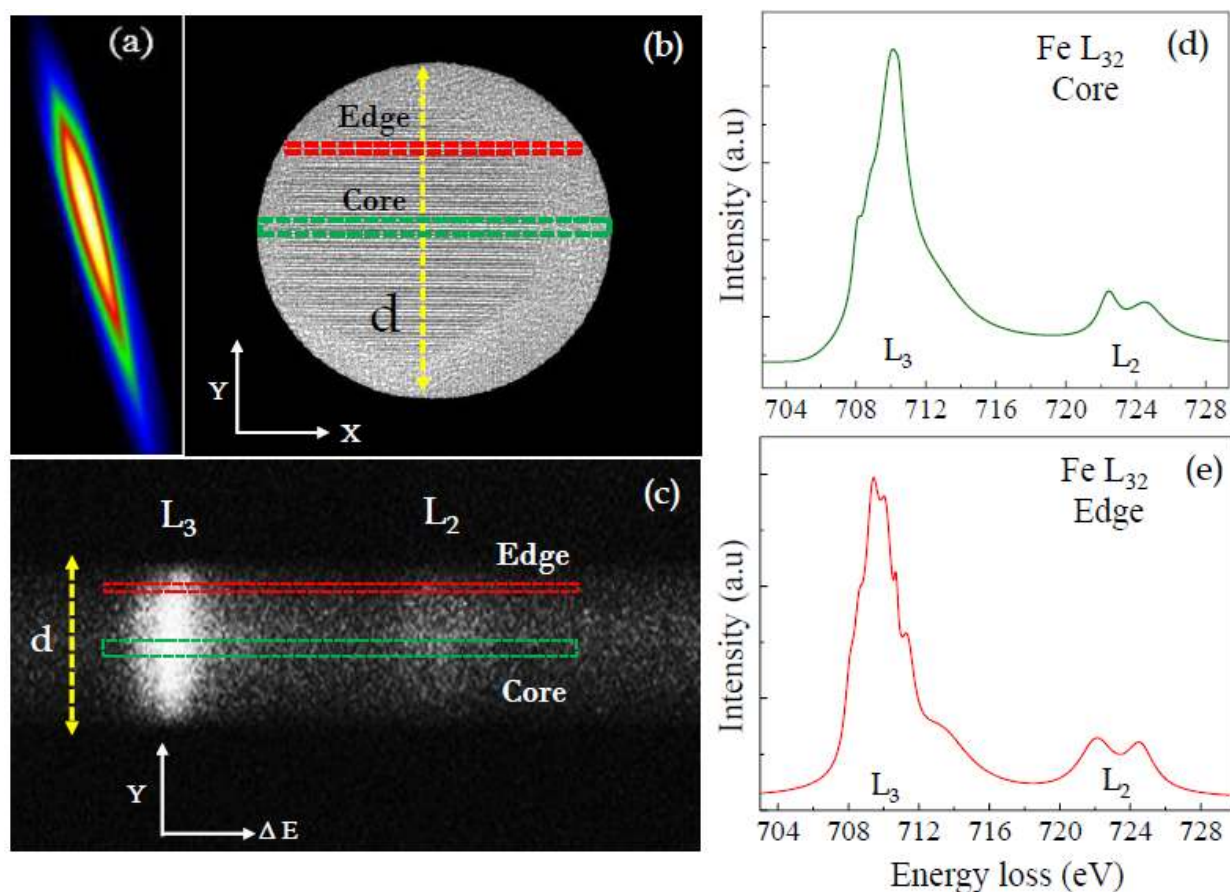 (a)
(b)
Edge
Core
d
Y
X
(c)
L₃
L₂
Edge
d
Core
Y
Δ E
(d)
Fe L₃₂
Core
Intensity (a.u)
L₃
L₂
704 708 712 716 720 724 728
(e)
Fe L₃₂
Edge
Intensity (a.u)
L₃
L₂
704 708 712 716 720 724 728
Energy loss (eV)